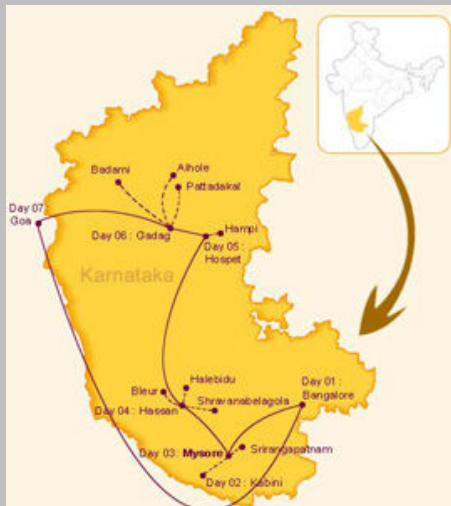 Badami
Aihole
Pattadakal
Day 07:
Goa
Day 06: Gadag
Hampi
Day 05 :
Hospet
Karnataka
Halebidu
Bleur
Day 04 : Hassan
Shravanabelagola
Day 01 :
Bangalore
Day 03: Mysore
Srirangapatnam
Day 02 : Kabini